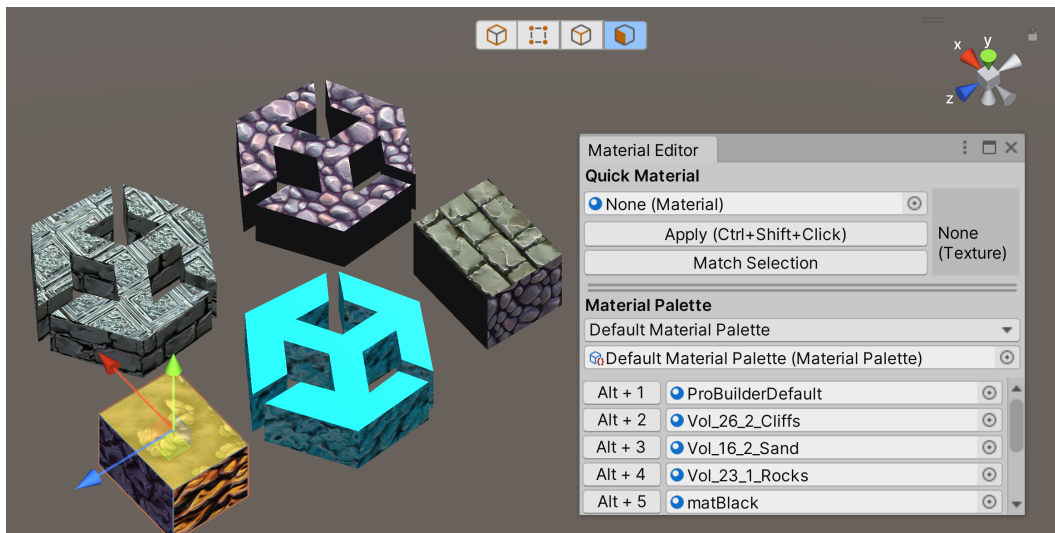 x
y
z
Material Editor
Quick Material
None (Material)
Apply (Ctrl+Shift+Click)
Match Selection
None
(Texture)
Material Palette
Default Material Palette
Default Material Palette (Material Palette)
Alt + 1 ProBuilderDefault
Alt + 2 Vol_26_2_Cliffs
Alt + 3 Vol_16_2_Sand
Alt + 4 Vol_23_1_Rocks
Alt + 5 matBlack